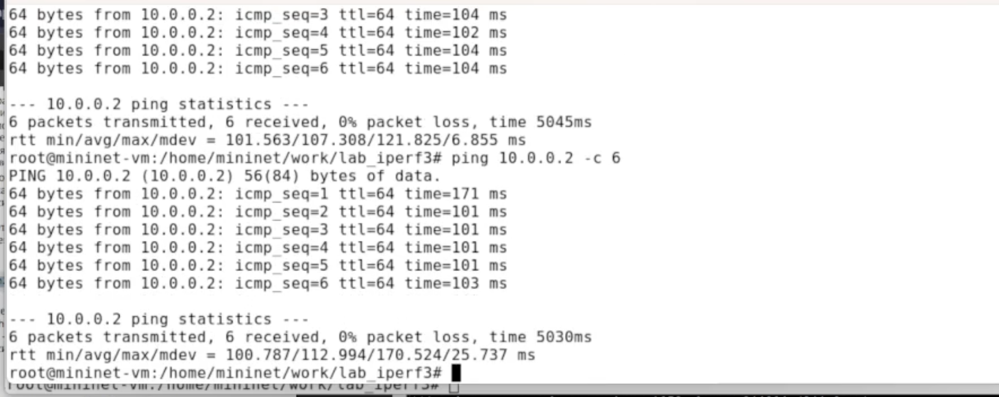 64 bytes from 10.0.0.2: icmp_seq=3 ttl=64 time=104 ms
64 bytes from 10.0.0.2: icmp_seq=4 ttl=64 time=102 ms
64 bytes from 10.0.0.2: icmp_seq=5 ttl=64 time=104 ms
64 bytes from 10.0.0.2: icmp_seq=6 ttl=64 time=104 ms
--- 10.0.0.2 ping statistics ---
6 packets transmitted, 6 received, 0% packet loss, time 5045ms
rtt min/avg/max/mdev = 101.563/107.308/121.825/6.855 ms
root@mininet-vm:/home/mininet/work/lab_iperf3# ping 10.0.0.2 -c 6
PING 10.0.0.2 (10.0.0.2) 56(84) bytes of data.
64 bytes from 10.0.0.2: icmp_seq=1 ttl=64 time=171 ms
64 bytes from 10.0.0.2: icmp_seq=2 ttl=64 time=101 ms
64 bytes from 10.0.0.2: icmp_seq=3 ttl=64 time=101 ms
64 bytes from 10.0.0.2: icmp_seq=4 ttl=64 time=101 ms
64 bytes from 10.0.0.2: icmp_seq=5 ttl=64 time=101 ms
64 bytes from 10.0.0.2: icmp_seq=6 ttl=64 time=103 ms
--- 10.0.0.2 ping statistics ---
6 packets transmitted, 6 received, 0% packet loss, time 5030ms
rtt min/avg/max/mdev = 100.787/112.994/170.524/25.737 ms
root@mininet-vm:/home/mininet/work/lab_iperf3#
root@mininet-vm:/home/mininet/work/lab_iperf3#